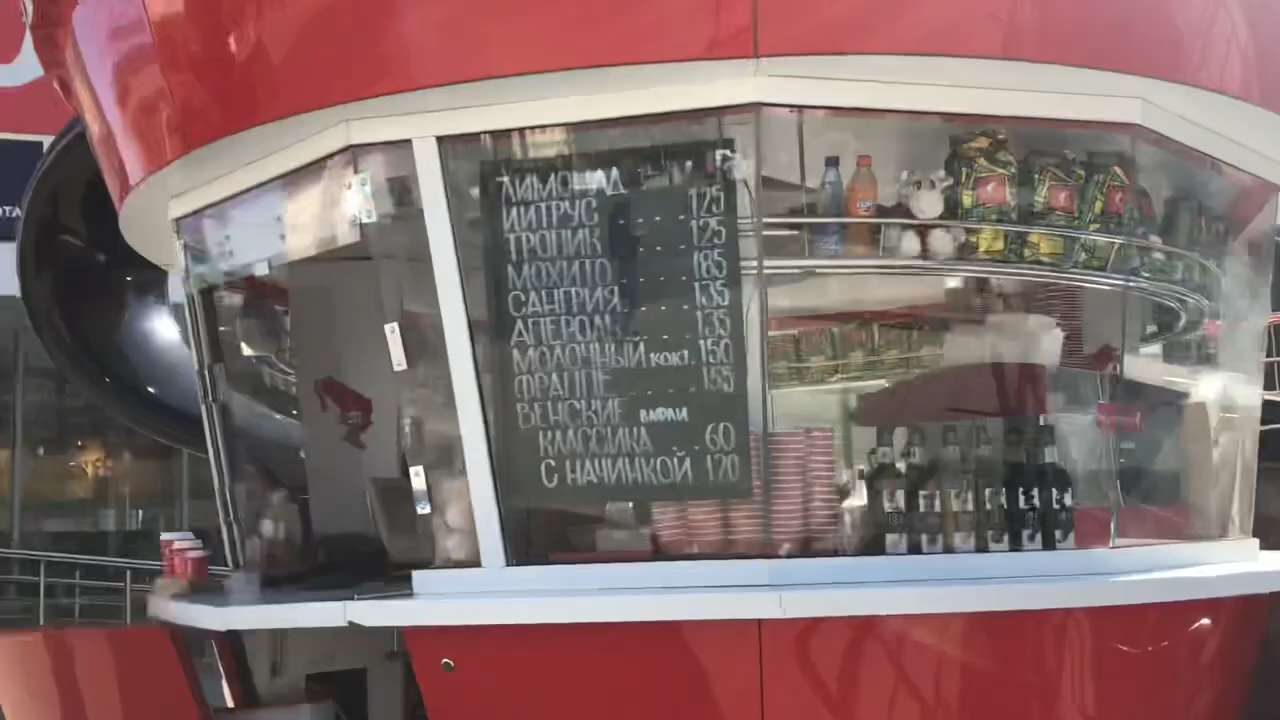 ЛИМОНАД
ЦИТРУС .... 125
ТРОПИК .... 125
МОХИТО .... 185
САНГРИЯ .... 135
АПЕРОЛЬ .... 135
МОЛОЧНЫЙ КОКТ. 150
ФРАППЕ .... 155
ВЕНСКИЕ ВАФЛИ
КЛАССИКА .. 60
С НАЧИНКОЙ 120